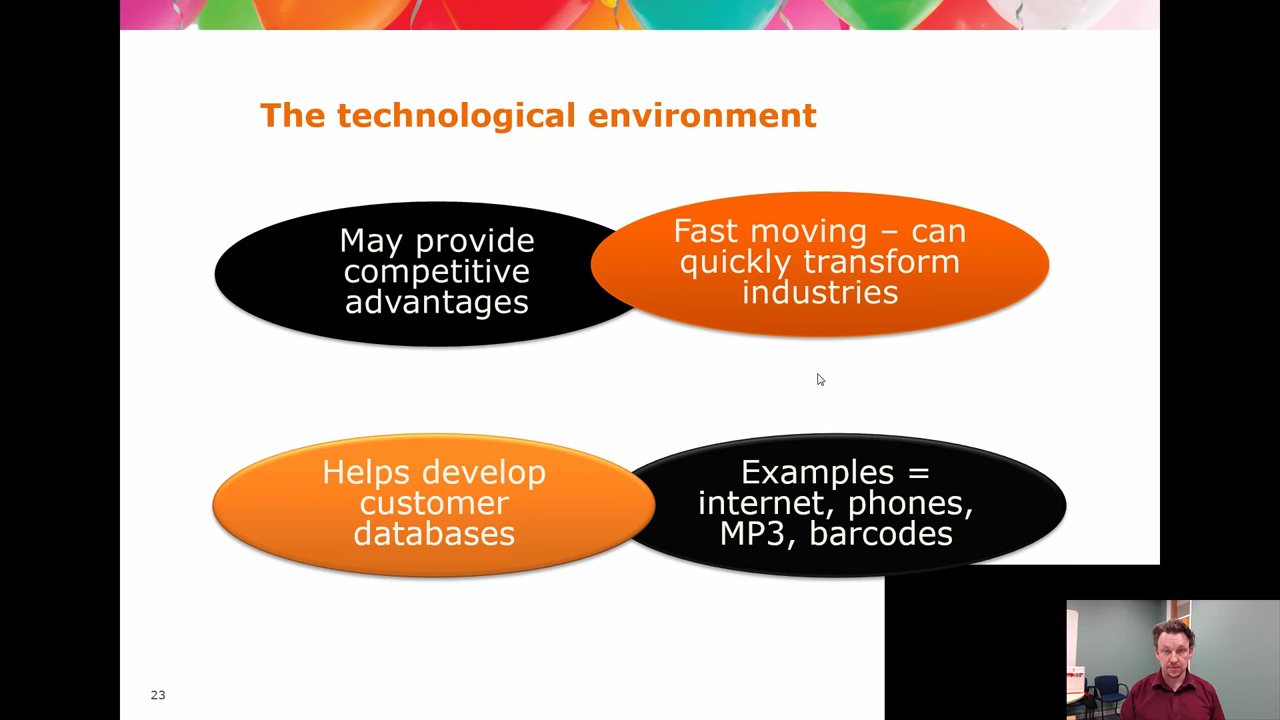 The technological environment
May provide
competitive
advantages
Fast moving – can
quickly transform
industries
Helps develop
customer
databases
Examples =
internet, phones,
MP3, barcodes
23